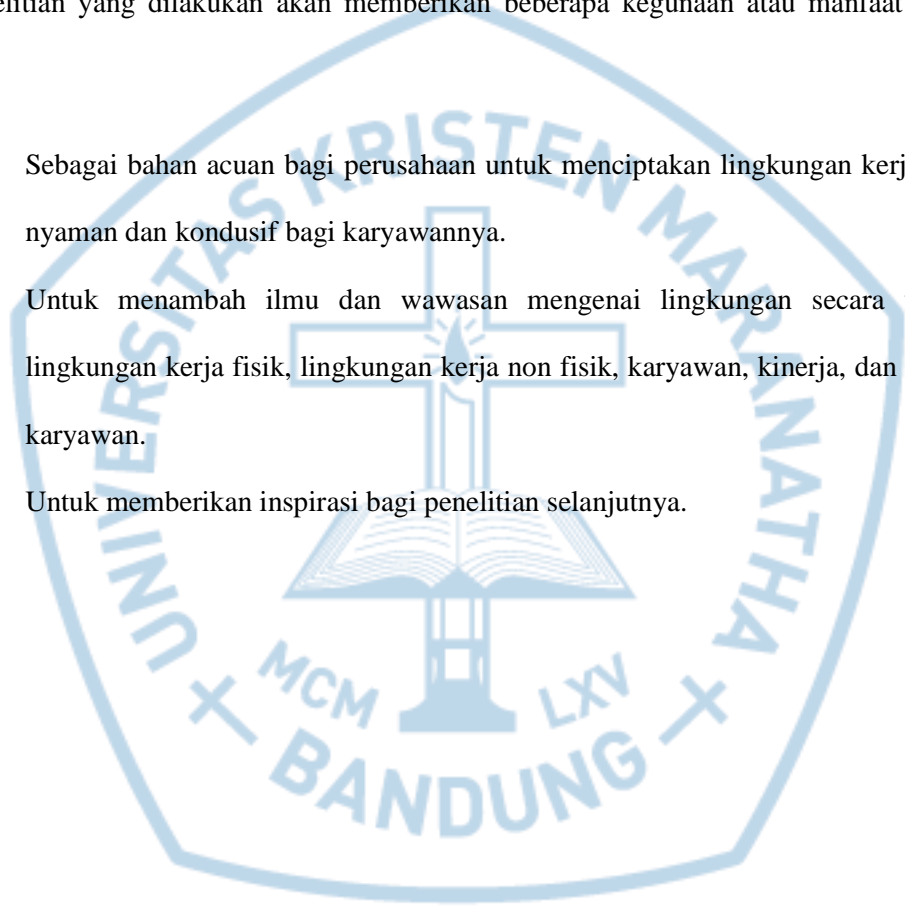 elitian yang dilakukan akan memberikan beberapa kegunaan atau manfaat
Sebagai bahan acuan bagi perusahaan untuk menciptakan lingkungan kerj
nyaman dan kondusif bagi karyawannya.
Untuk menambah ilmu dan wawasan mengenai lingkungan secara
lingkungan kerja fisik, lingkungan kerja non fisik, karyawan, kinerja, dan
karyawan.
Untuk memberikan inspirasi bagi penelitian selanjutnya.
UNIVERSITAS KRISTEN MARANATHA
MCM LXV
BANDUNG